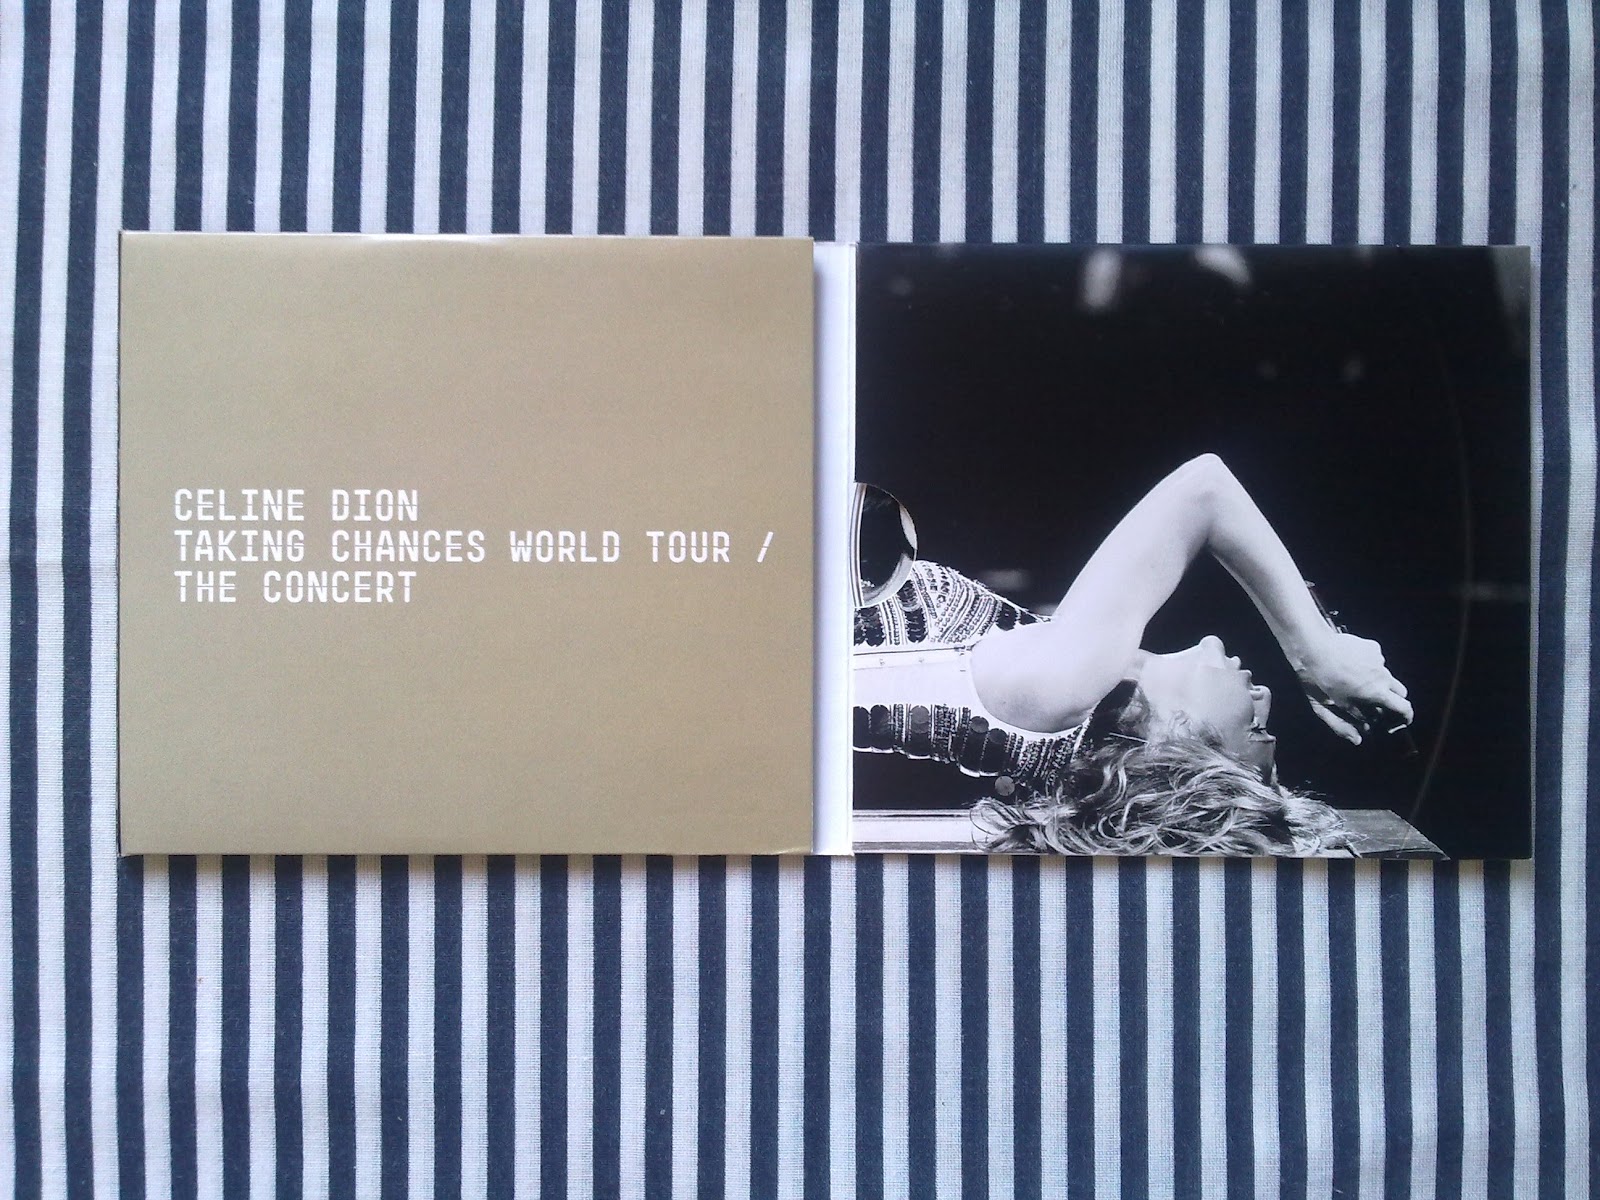 CELINE DION
TAKING CHANCES WORLD TOUR /
THE CONCERT